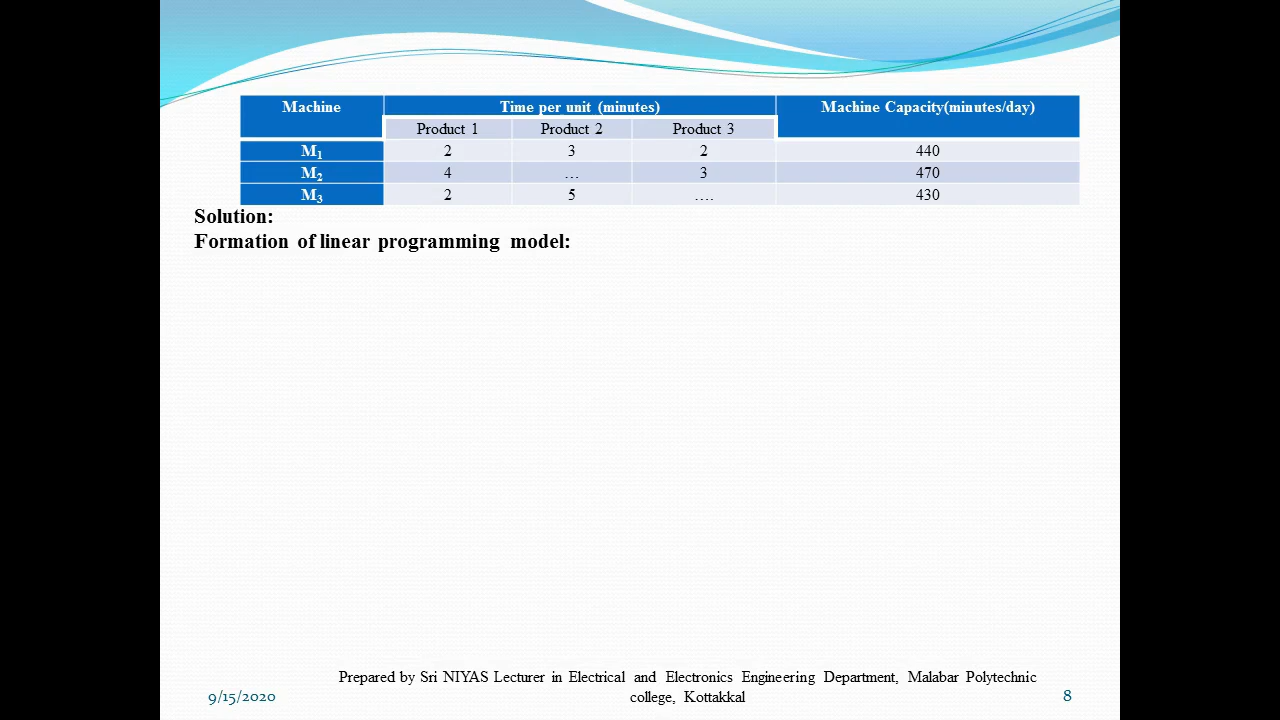 Machine Time per unit (minutes) Machine Capacity(minutes/day)
Product 1 Product 2 Product 3
M₁ 2 3 2 440
M₂ 4 … 3 470
M₃ 2 5 …. 430
Solution:
Formation of linear programming model:
Prepared by Sri NIYAS Lecturer in Electrical and Electronics Engineering Department, Malabar Polytechnic
9/15/2020 college, Kottakkal 8